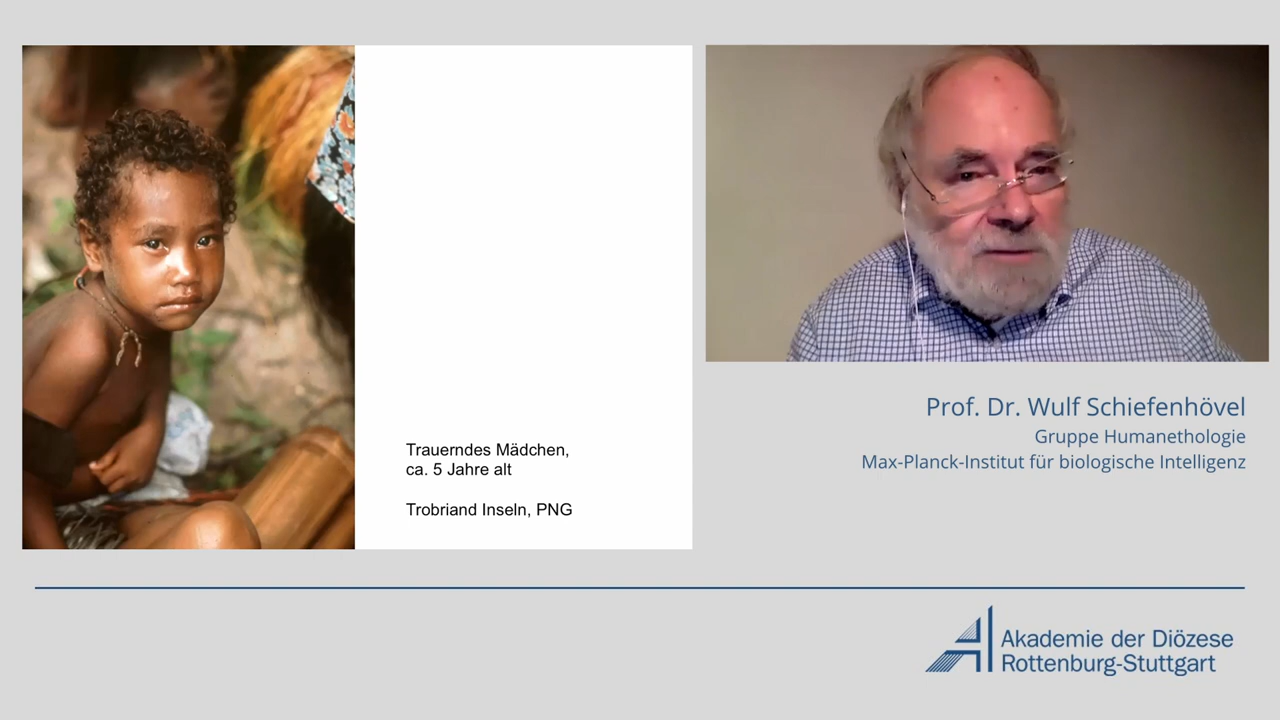 Trauerndes Mädchen,
ca. 5 Jahre alt
Trobriand Inseln, PNG
Prof. Dr. Wulf Schiefenhövel
Gruppe Humanethologie
Max-Planck-Institut für biologische Intelligenz
Akademie der Diözese
Rottenburg-Stuttgart